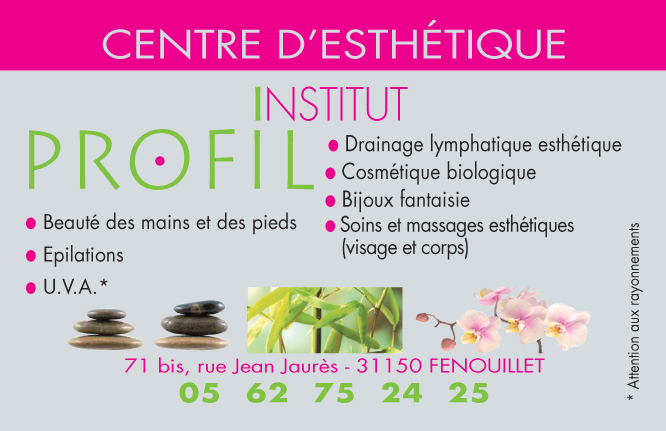 CENTRE D'ESTHÉTIQUE
INSTITUT
PROFIL
• Drainage lymphatique esthétique
• Cosmétique biologique
• Bijoux fantaisie
• Soins et massages esthétiques
(visage et corps)
• Beauté des mains et des pieds
• Epilations
• U.V.A.*
71 bis, rue Jean Jaurès - 31150 FENOUILLET
05 62 75 24 25
* Attention aux rayonnements